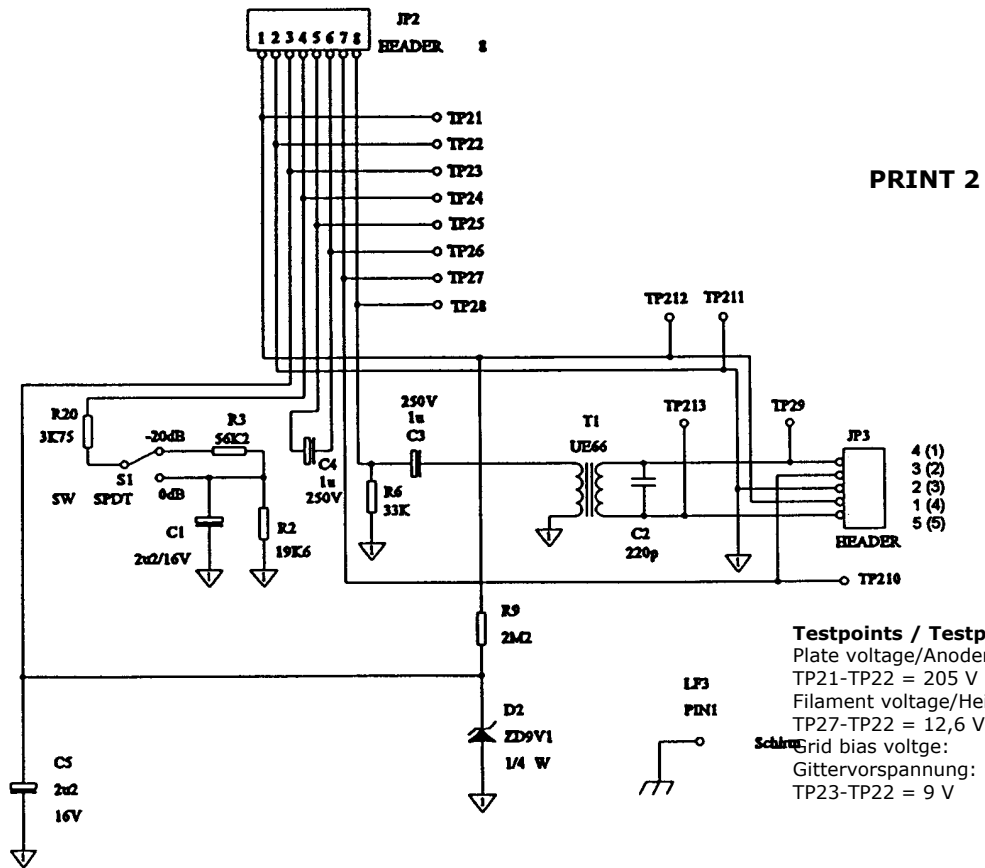 JP2
1 2 3 4 5 6 7 8
HEADER 8
TP21
TP22
TP23
TP24
TP25
TP26
TP27
TP28
PRINT 2
TP212 TP211
R20
3K75
-20dB
R3
56K2
S1
SW SPDT
0dB
C1
2u2/16V
R2
19K6
C4
1u
250V
250V
1u
C3
R6
33K
T1
UE66
C2
220p
TP213
TP29
JP3
4 (1)
3 (2)
2 (3)
1 (4)
5 (5)
HEADER
TP210
R9
2M2
D2
ZD9V1
1/4 W
LF3
PIN1
Schirm
C5
2u2
16V
Testpoints / Testp
Plate voltage/Anoden
TP21-TP22 = 205 V
Filament voltage/Hei
TP27-TP22 = 12,6 V
Grid bias voltge:
Gittervorspannung:
TP23-TP22 = 9 V